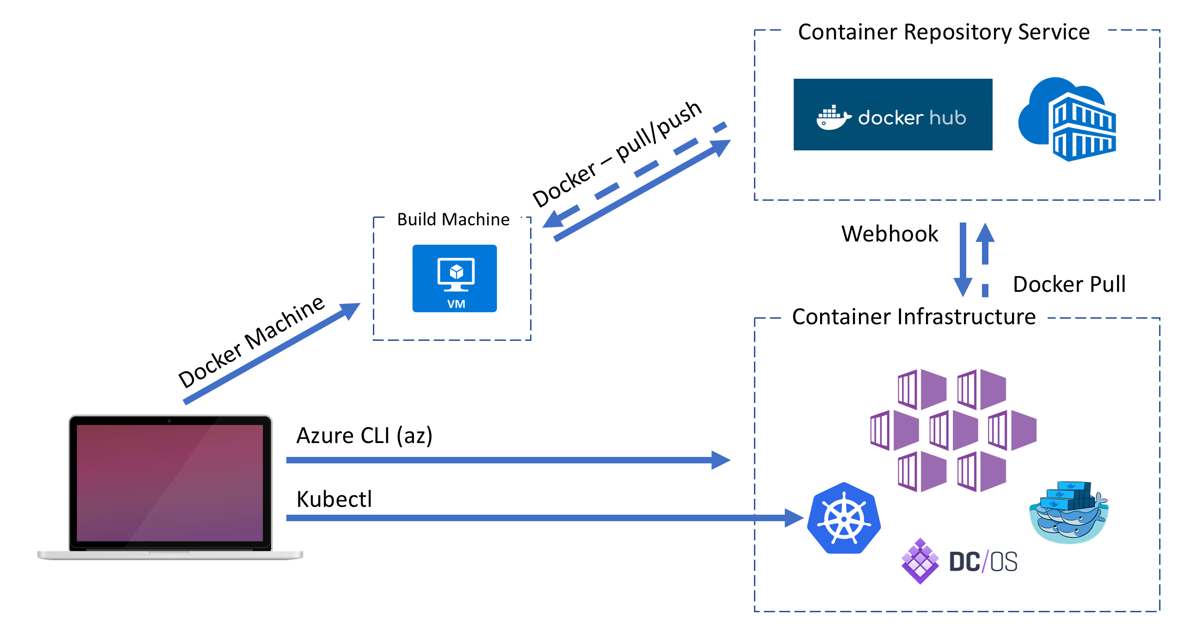 Container Repository Service
docker hub
Docker – pull/push
Build Machine
VM
Webhook
Docker Pull
Docker Machine
Container Infrastructure
Azure CLI (az)
Kubectl
DC/OS